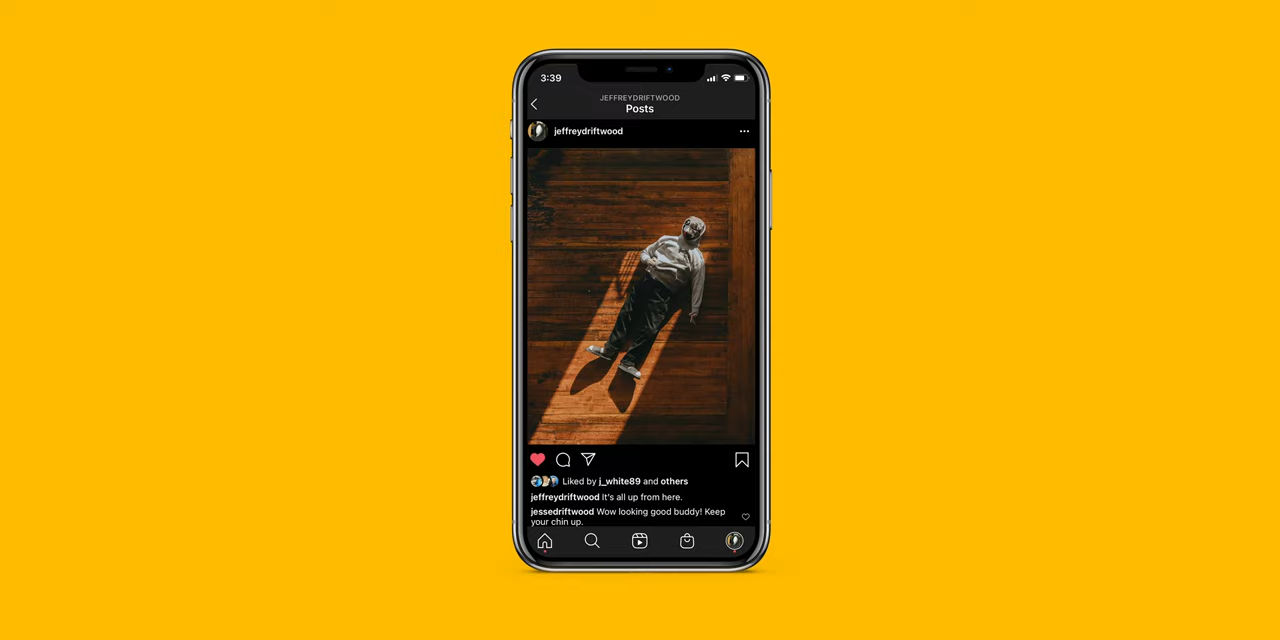 3:39
JEFFREYDRIFTWOOD
Posts
jeffreydriftwood
Liked by j_white89 and others
jeffreydriftwood It's all up from here.
jessedriftwood Wow looking good buddy! Keep
your chin up.